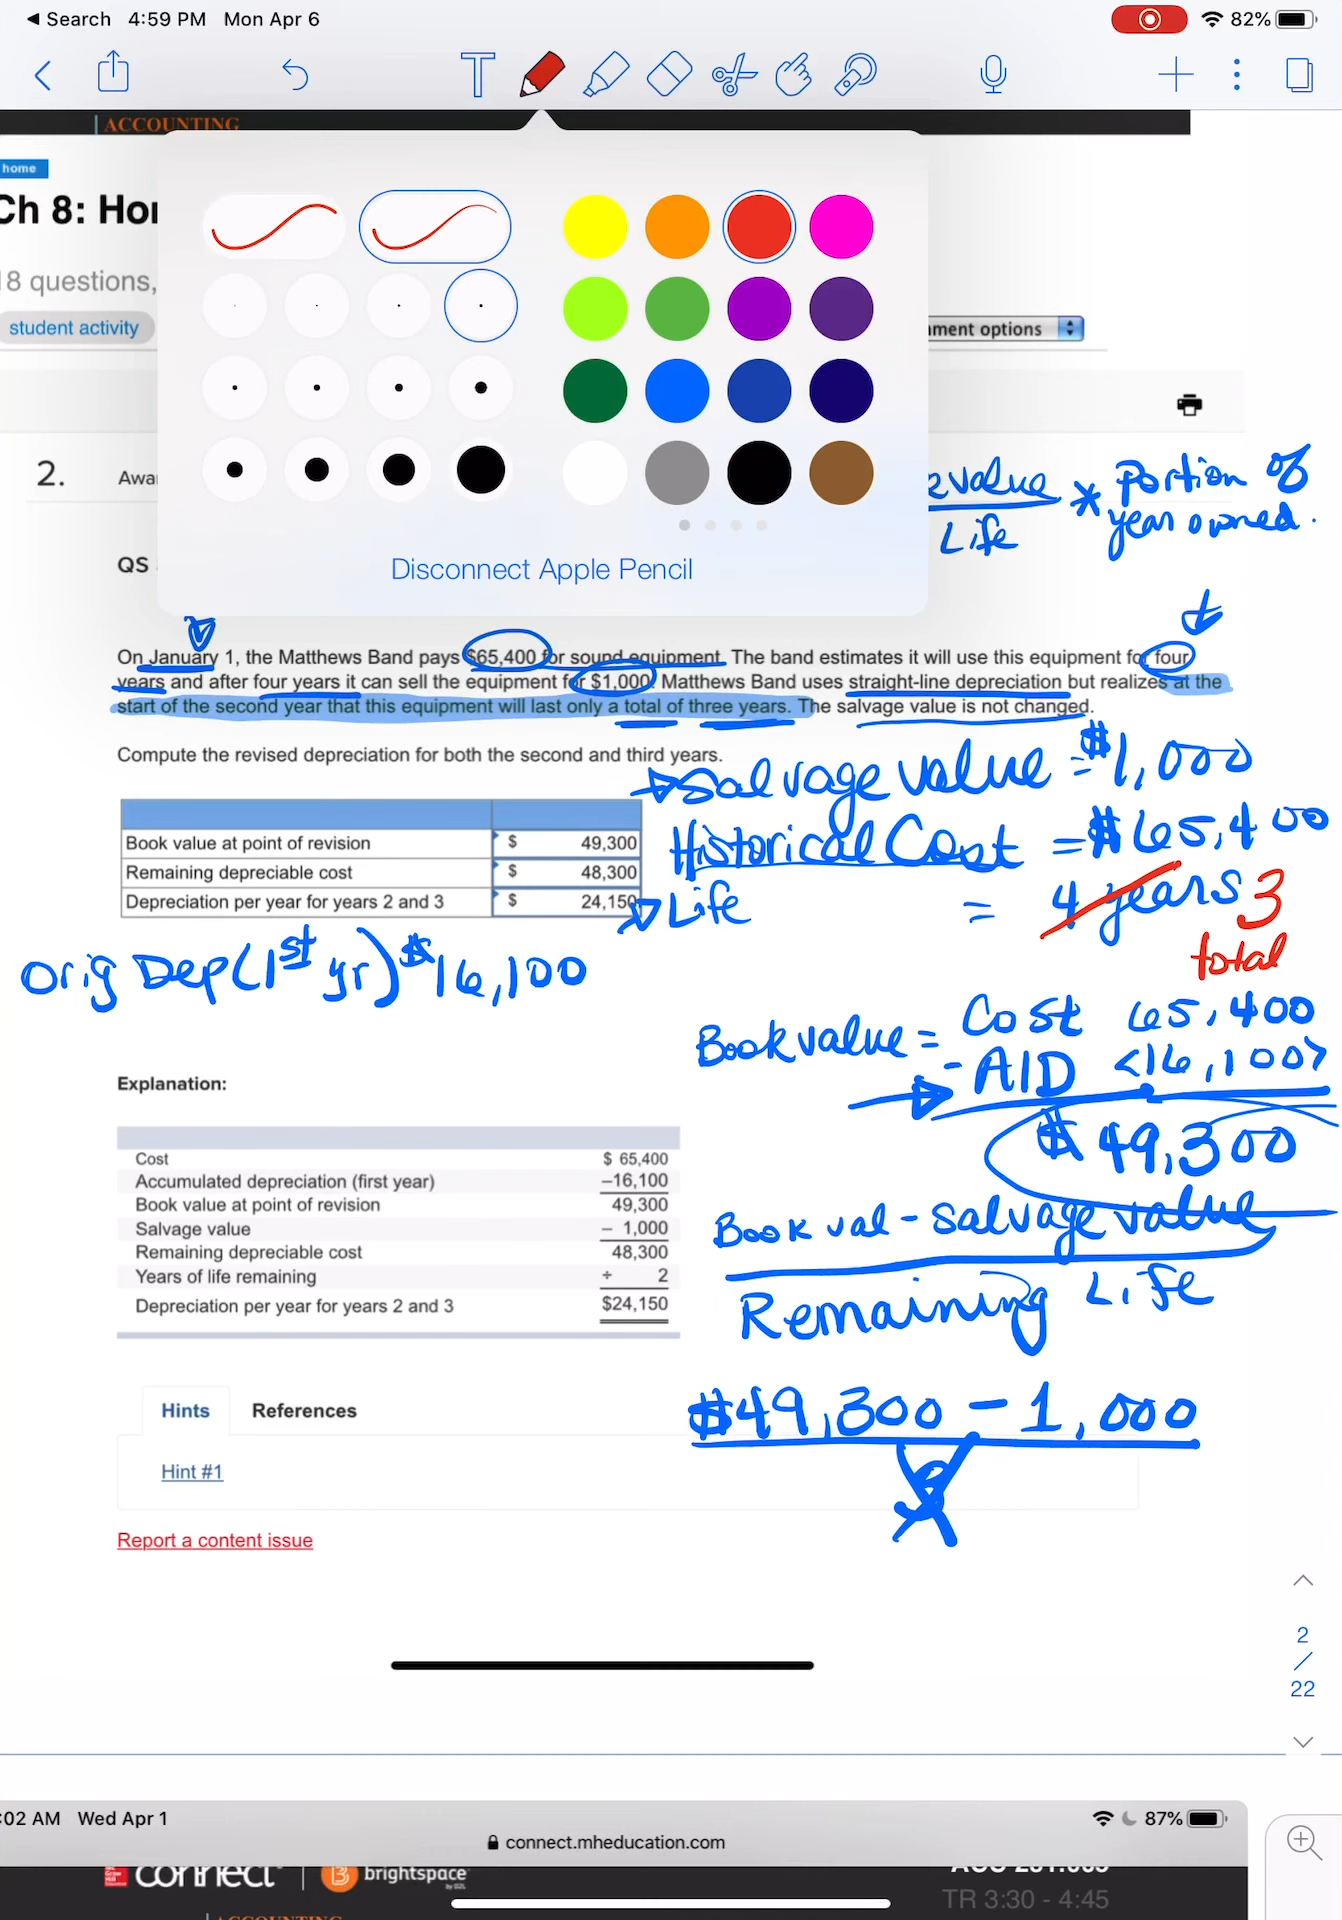 Search 4:59 PM Mon Apr 6 82%
T
ACCOUNTING
home
Ch 8: Ho
8 questions,
student activity
ment options
2.
Awa
QS
e value * Portion of
Life year owned.
Disconnect Apple Pencil
On January 1, the Matthews Band pays $65,400 for sound equipment. The band estimates it will use this equipment for four
years and after four years it can sell the equipment for $1,000. Matthews Band uses straight-line depreciation but realizes at the
start of the second year that this equipment will last only a total of three years. The salvage value is not changed.
Compute the revised depreciation for both the second and third years.
Salvage value = $1,000
Book value at point of revision $ 49,300
Remaining depreciable cost $ 48,300
Depreciation per year for years 2 and 3 $ 24,150
Historical Cost = $65,400
Life = 4 years 3
total
Orig Dep (1st yr) $16,100
Book value = Cost 65,400
- A/D <16,100>
$49,300
Explanation:
Cost $ 65,400
Accumulated depreciation (first year) –16,100
Book value at point of revision 49,300
Salvage value – 1,000
Remaining depreciable cost 48,300
Years of life remaining ÷ 2
Depreciation per year for years 2 and 3 $24,150
Book val - salvage value
Remaining Life
Hints References
Hint #1
$49,300 - 1,000
Report a content issue
2
/
22
:02 AM Wed Apr 1 87%
connect.mheducation.com
connect brightspace
by D2L
TR 3:30 - 4:45